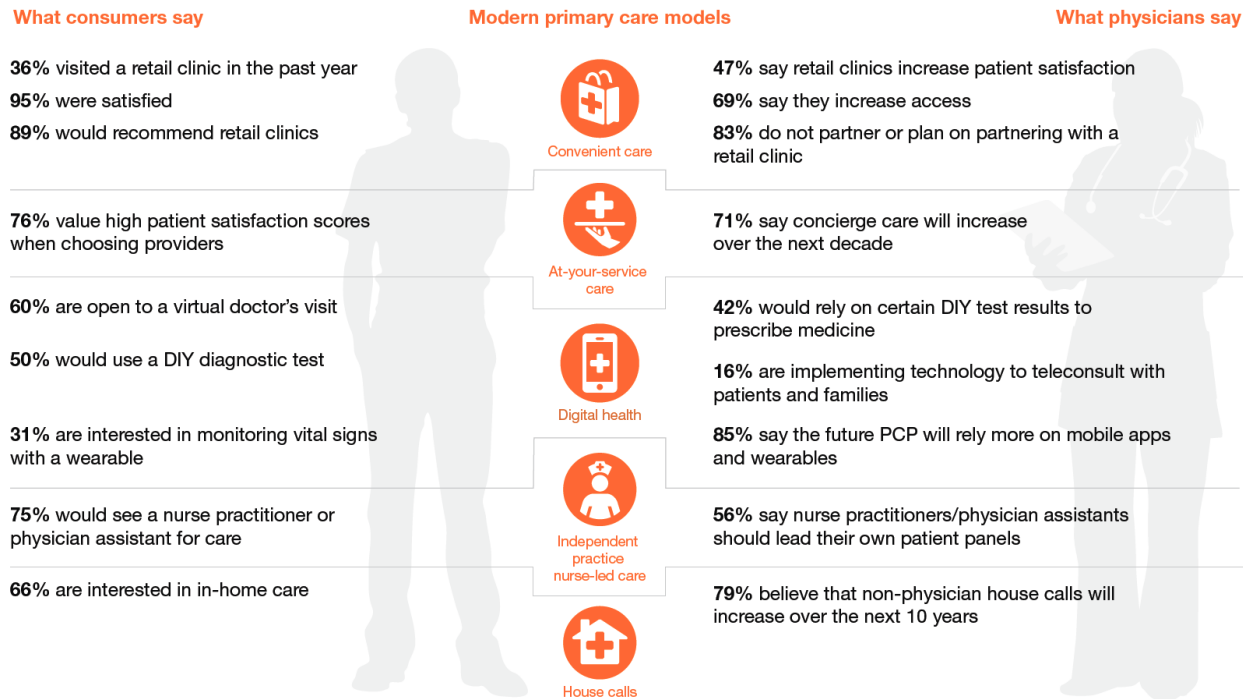 What consumers say
Modern primary care models
What physicians say
36% visited a retail clinic in the past year
95% were satisfied
89% would recommend retail clinics
Convenient care
47% say retail clinics increase patient satisfaction
69% say they increase access
83% do not partner or plan on partnering with a
retail clinic
76% value high patient satisfaction scores
when choosing providers
At-your-service
care
71% say concierge care will increase
over the next decade
60% are open to a virtual doctor’s visit
50% would use a DIY diagnostic test
31% are interested in monitoring vital signs
with a wearable
Digital health
42% would rely on certain DIY test results to
prescribe medicine
16% are implementing technology to teleconsult with
patients and families
85% say the future PCP will rely more on mobile apps
and wearables
75% would see a nurse practitioner or
physician assistant for care
Independent
practice
nurse-led care
56% say nurse practitioners/physician assistants
should lead their own patient panels
66% are interested in in-home care
House calls
79% believe that non-physician house calls will
increase over the next 10 years